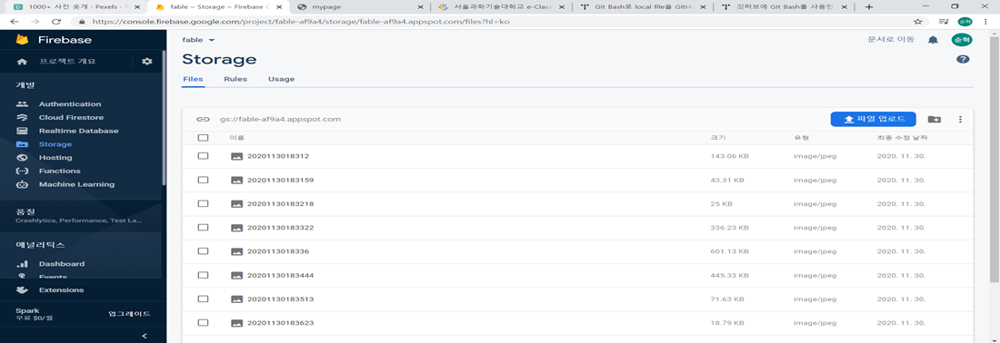 1000+ 사진 웃개 · Pexels ·
fable – Storage – Firebase
mypage
서울과학기술대학교 e-Class
Git Bash로 local file을 GitHu
깃허브에 Git Bash를 사용한
https://console.firebase.google.com/project/fable-af9a4/storage/fable-af9a4.appspot.com/files?hl=ko
순혁
Firebase
fable
문서로 이동
순혁
프로젝트 개요
Storage
개발
Files Rules Usage
Authentication
Cloud Firestore
Realtime Database
Storage
Hosting
Functions
Machine Learning
gs://fable-af9a4.appspot.com
파일 업로드
이름 크기 유형 최종 수정 날짜
2020113018312 143.06 KB image/jpeg 2020. 11. 30.
20201130183159 43.31 KB image/jpeg 2020. 11. 30.
20201130183218 25 KB image/jpeg 2020. 11. 30.
20201130183322 336.23 KB image/jpeg 2020. 11. 30.
2020113018336 601.13 KB image/jpeg 2020. 11. 30.
20201130183444 445.33 KB image/jpeg 2020. 11. 30.
20201130183513 71.63 KB image/jpeg 2020. 11. 30.
20201130183623 18.79 KB image/jpeg 2020. 11. 30.
품질
Crashlytics, Performance, Test La...
애널리틱스
Dashboard
Events
Extensions
Spark
무료 $0/월
업그레이드